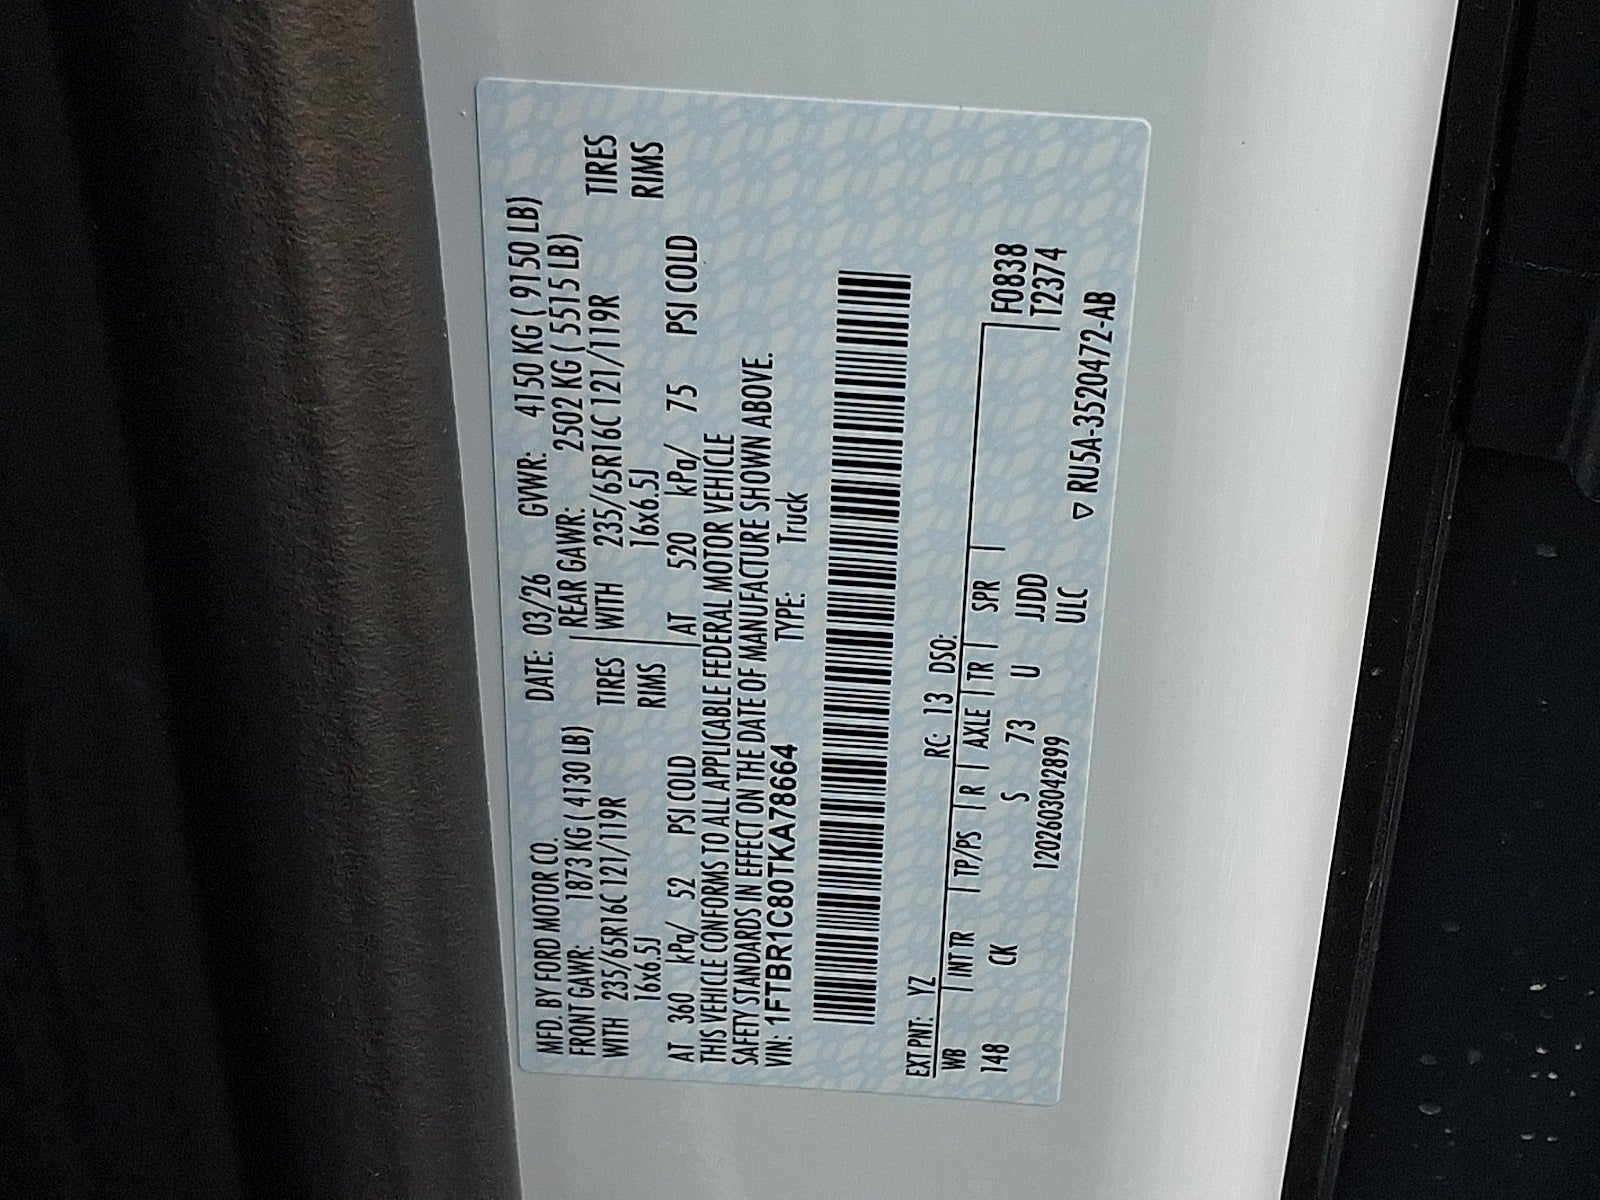 MFD. BY FORD MOTOR CO. DATE: 03/26 GVWR: 4150 KG ( 9150 LB)
FRONT GAWR: 1873 KG ( 4130 LB) REAR GAWR: 2502 KG ( 5515 LB)
WITH 235/65R16C 121/119R TIRES WITH 235/65R16C 121/119R TIRES
16x6.5J RIMS 16x6.5J RIMS
AT 360 kPa/ 52 PSI COLD AT 520 kPa/ 75 PSI COLD
THIS VEHICLE CONFORMS TO ALL APPLICABLE FEDERAL MOTOR VEHICLE
SAFETY STANDARDS IN EFFECT ON THE DATE OF MANUFACTURE SHOWN ABOVE.
VIN: 1FTBR1C80TKA78664 TYPE: Truck
EXT PNT: YZ RC: 13 DSO:
WB INT TR TP/PS R AXLE TR SPR F0838
148 CK S 73 U JJDD T2374
1202603042899 ULC ▽ RU5A-3520472-AB